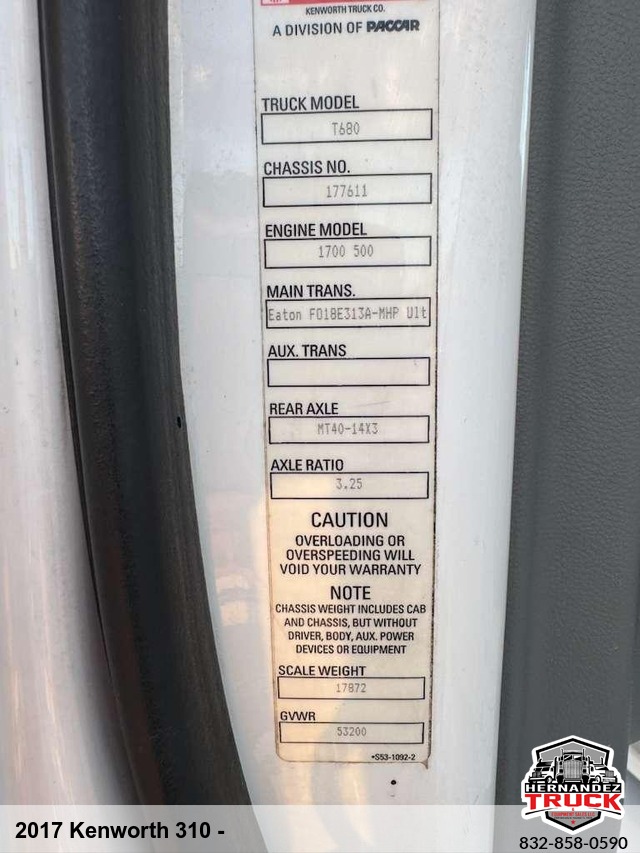 KENWORTH TRUCK CO.
A DIVISION OF PACCAR
TRUCK MODEL
T680
CHASSIS NO.
177611
ENGINE MODEL
1700 500
MAIN TRANS.
Eaton FO18E313A-MHP Ult
AUX. TRANS
REAR AXLE
MT40-14X3
AXLE RATIO
3.25
CAUTION
OVERLOADING OR
OVERSPEEDING WILL
VOID YOUR WARRANTY
NOTE
CHASSIS WEIGHT INCLUDES CAB
AND CHASSIS, BUT WITHOUT
DRIVER, BODY, AUX. POWER
DEVICES OR EQUIPMENT
SCALE WEIGHT
17872
GVWR
53200
*S53-1092-2
HERNANDEZ
TRUCK
2017 Kenworth 310 -
832-858-0590